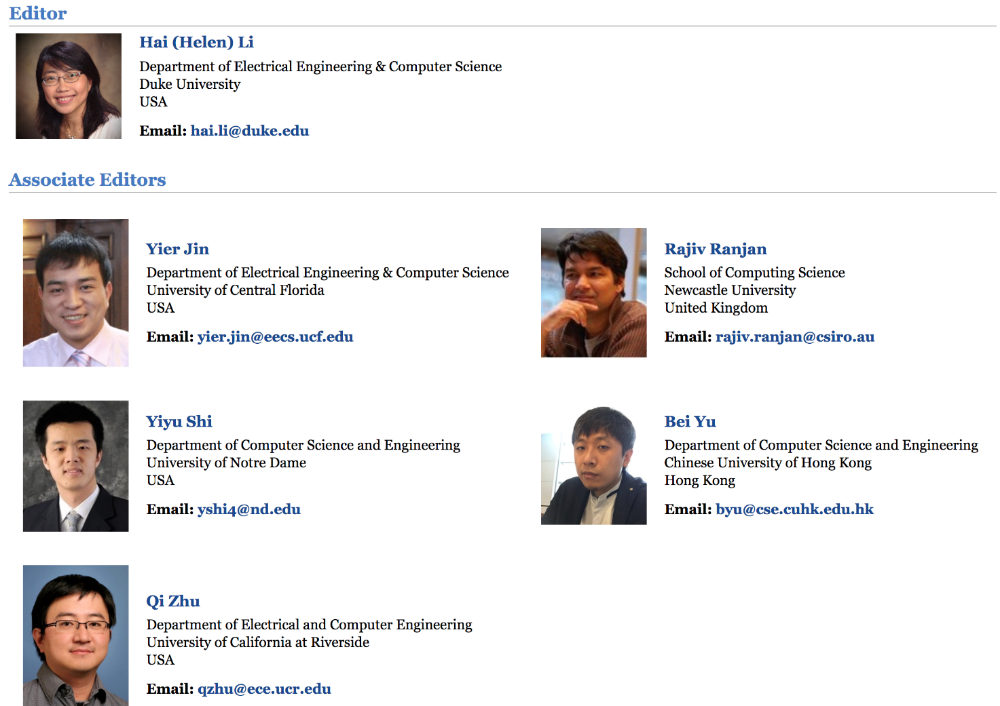 Editor
Hai (Helen) Li
Department of Electrical Engineering & Computer Science
Duke University
USA
Email: hai.li@duke.edu
Associate Editors
Yier Jin
Department of Electrical Engineering & Computer Science
University of Central Florida
USA
Email: yier.jin@eecs.ucf.edu
Rajiv Ranjan
School of Computing Science
Newcastle University
United Kingdom
Email: rajiv.ranjan@csiro.au
Yiyu Shi
Department of Computer Science and Engineering
University of Notre Dame
USA
Email: yshi4@nd.edu
Bei Yu
Department of Computer Science and Engineering
Chinese University of Hong Kong
Hong Kong
Email: byu@cse.cuhk.edu.hk
Qi Zhu
Department of Electrical and Computer Engineering
University of California at Riverside
USA
Email: qzhu@ece.ucr.edu